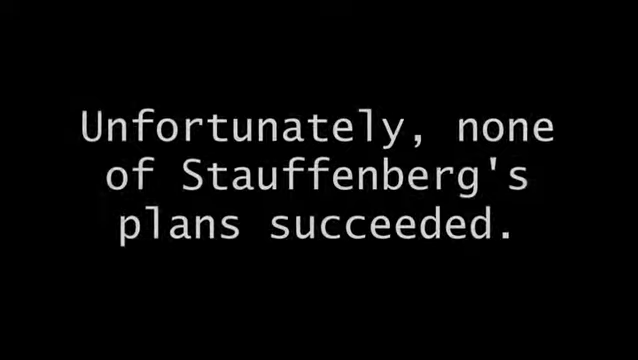 Unfortunately, none
of Stauffenberg's
plans succeeded.